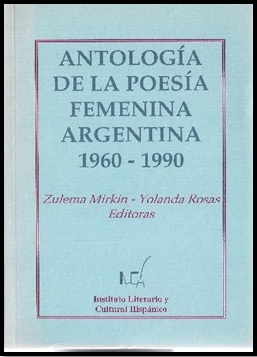 ANTOLOGÍA
DE LA POESÍA
FEMENINA
ARGENTINA
1960 - 1990
Zulema Mirkin - Yolanda Rosas
Editoras
Instituto Literario y
Cultural Hispánico